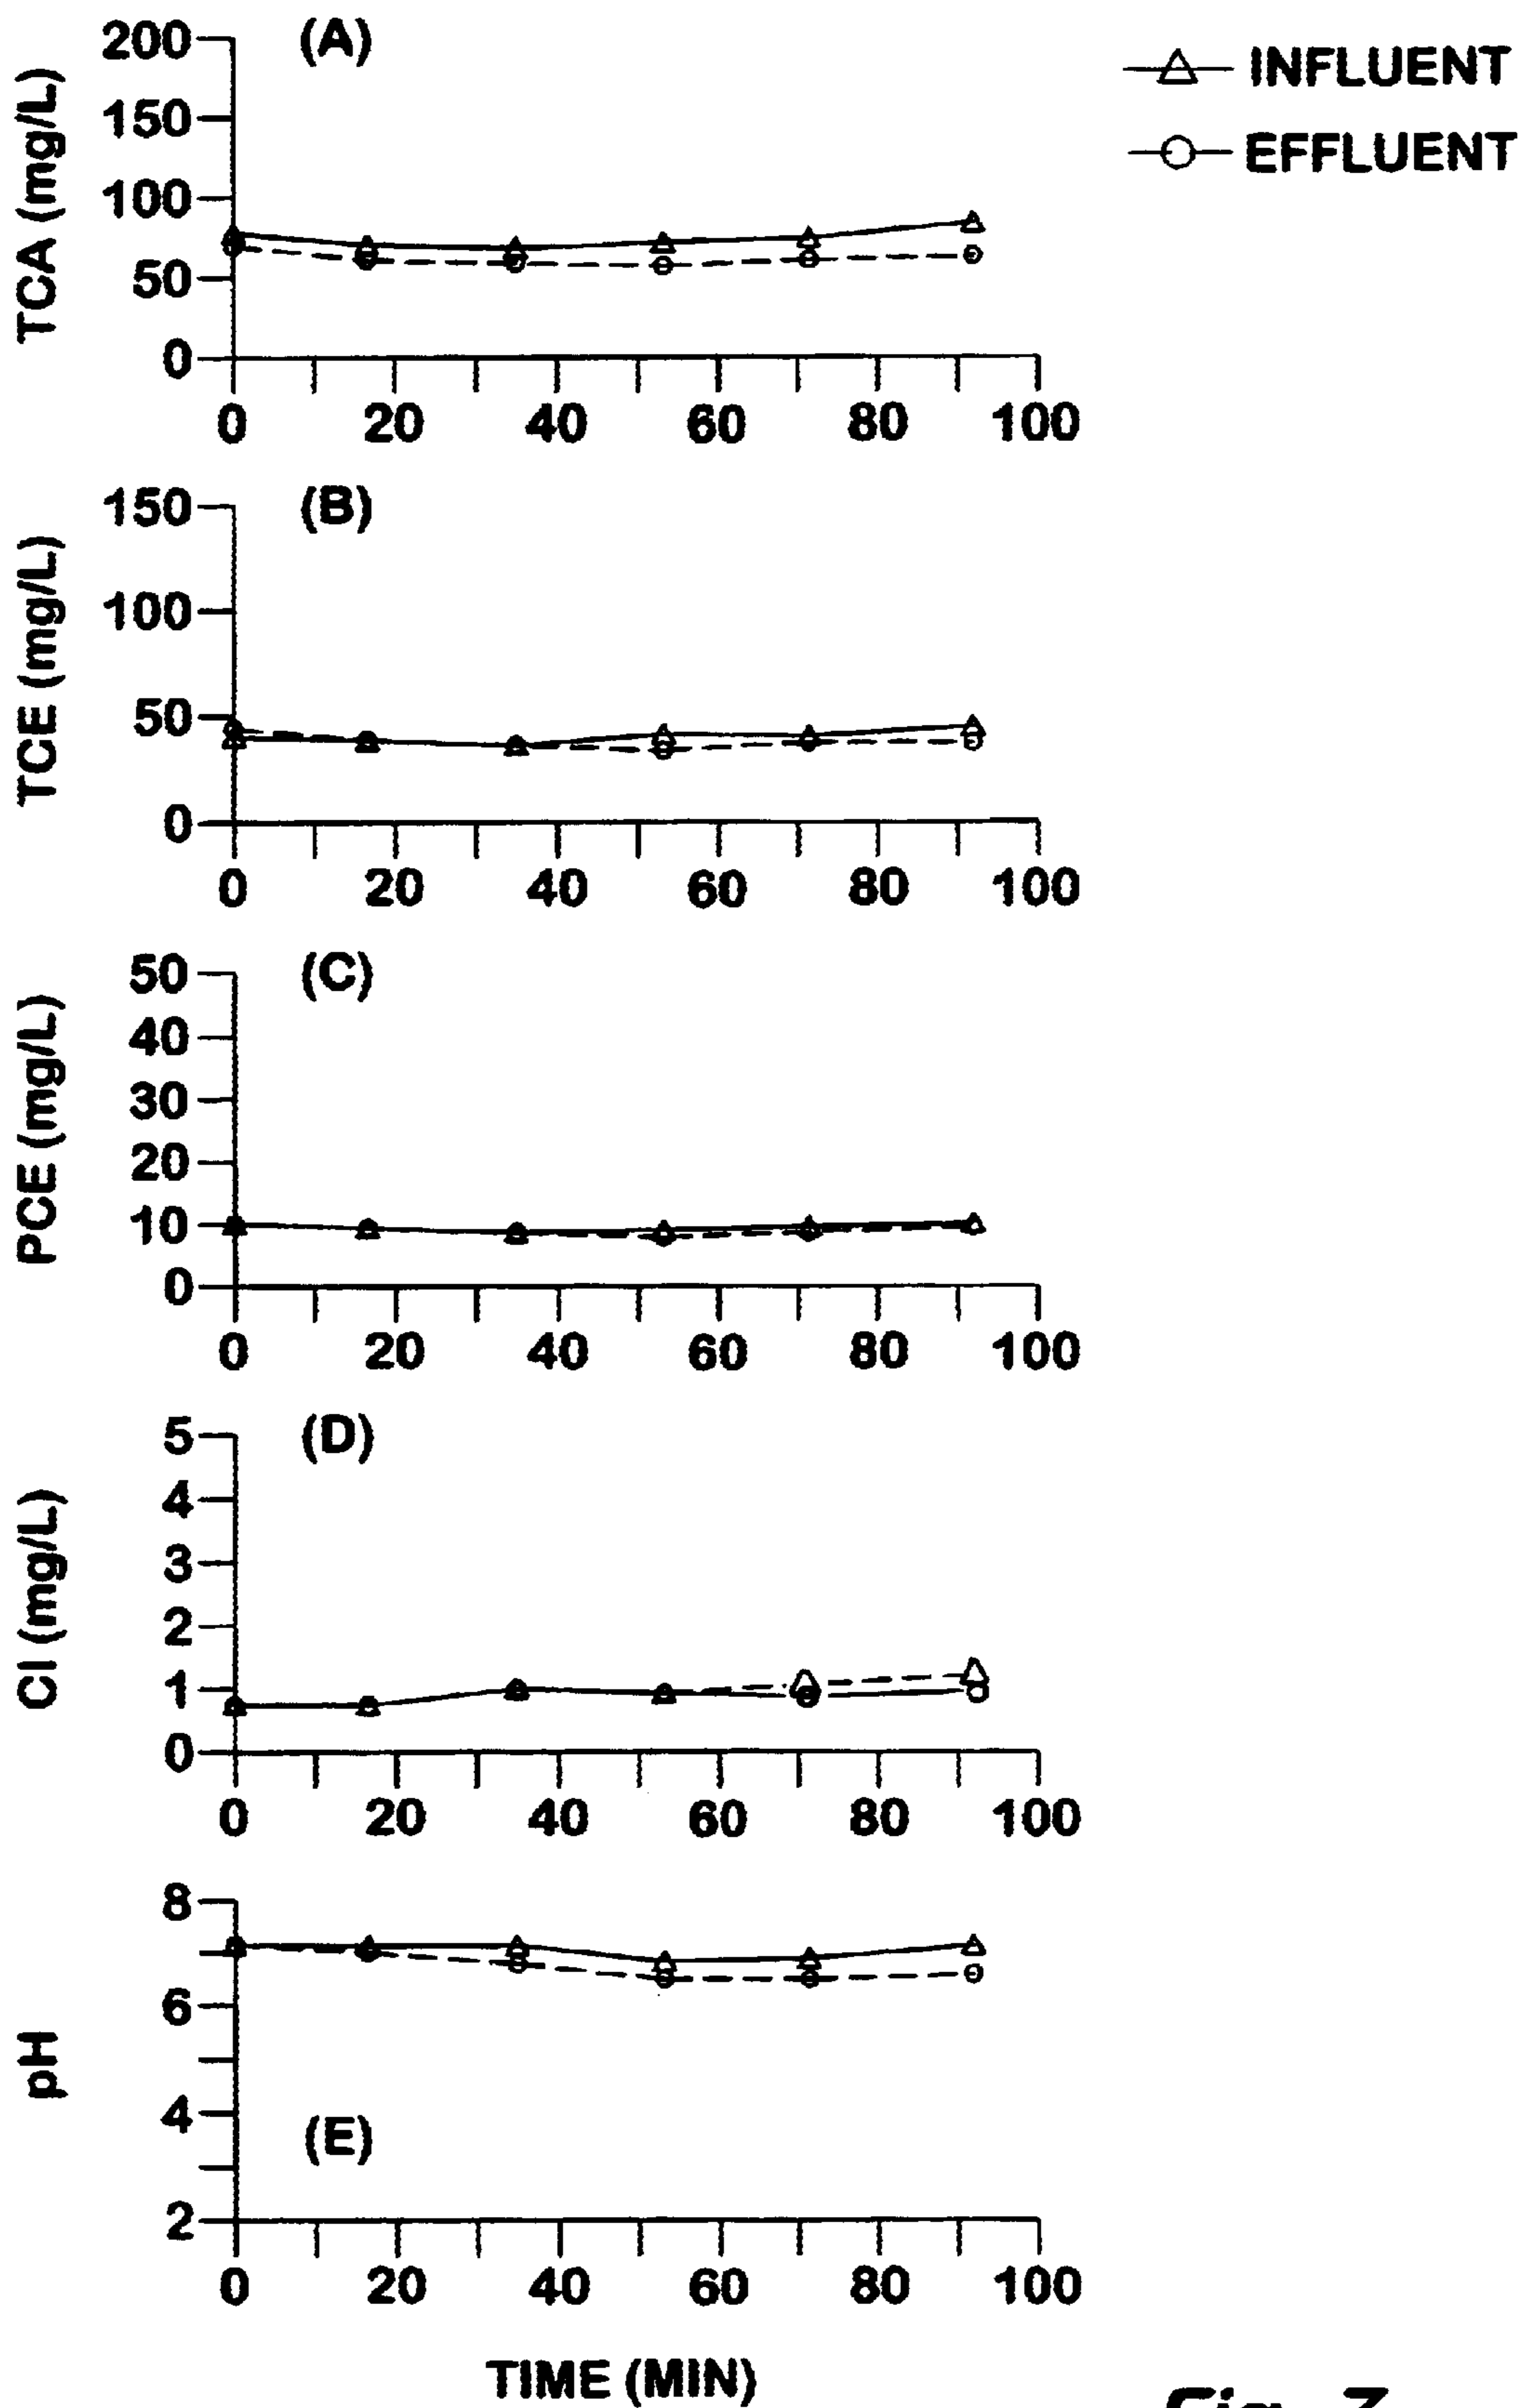 (A)
INFLUENT
EFFLUENT
TCA (mg/L)
200
150
100
50
0
0 20 40 60 80 100
(B)
TCE (mg/L)
150
100
50
0
0 20 40 60 80 100
(C)
PCE (mg/L)
50
40
30
20
10
0
0 20 40 60 80 100
(D)
Cl (mg/L)
5
4
3
2
1
0
0 20 40 60 80 100
pH
8
6
4
2
(E)
0 20 40 60 80 100
TIME (MIN)